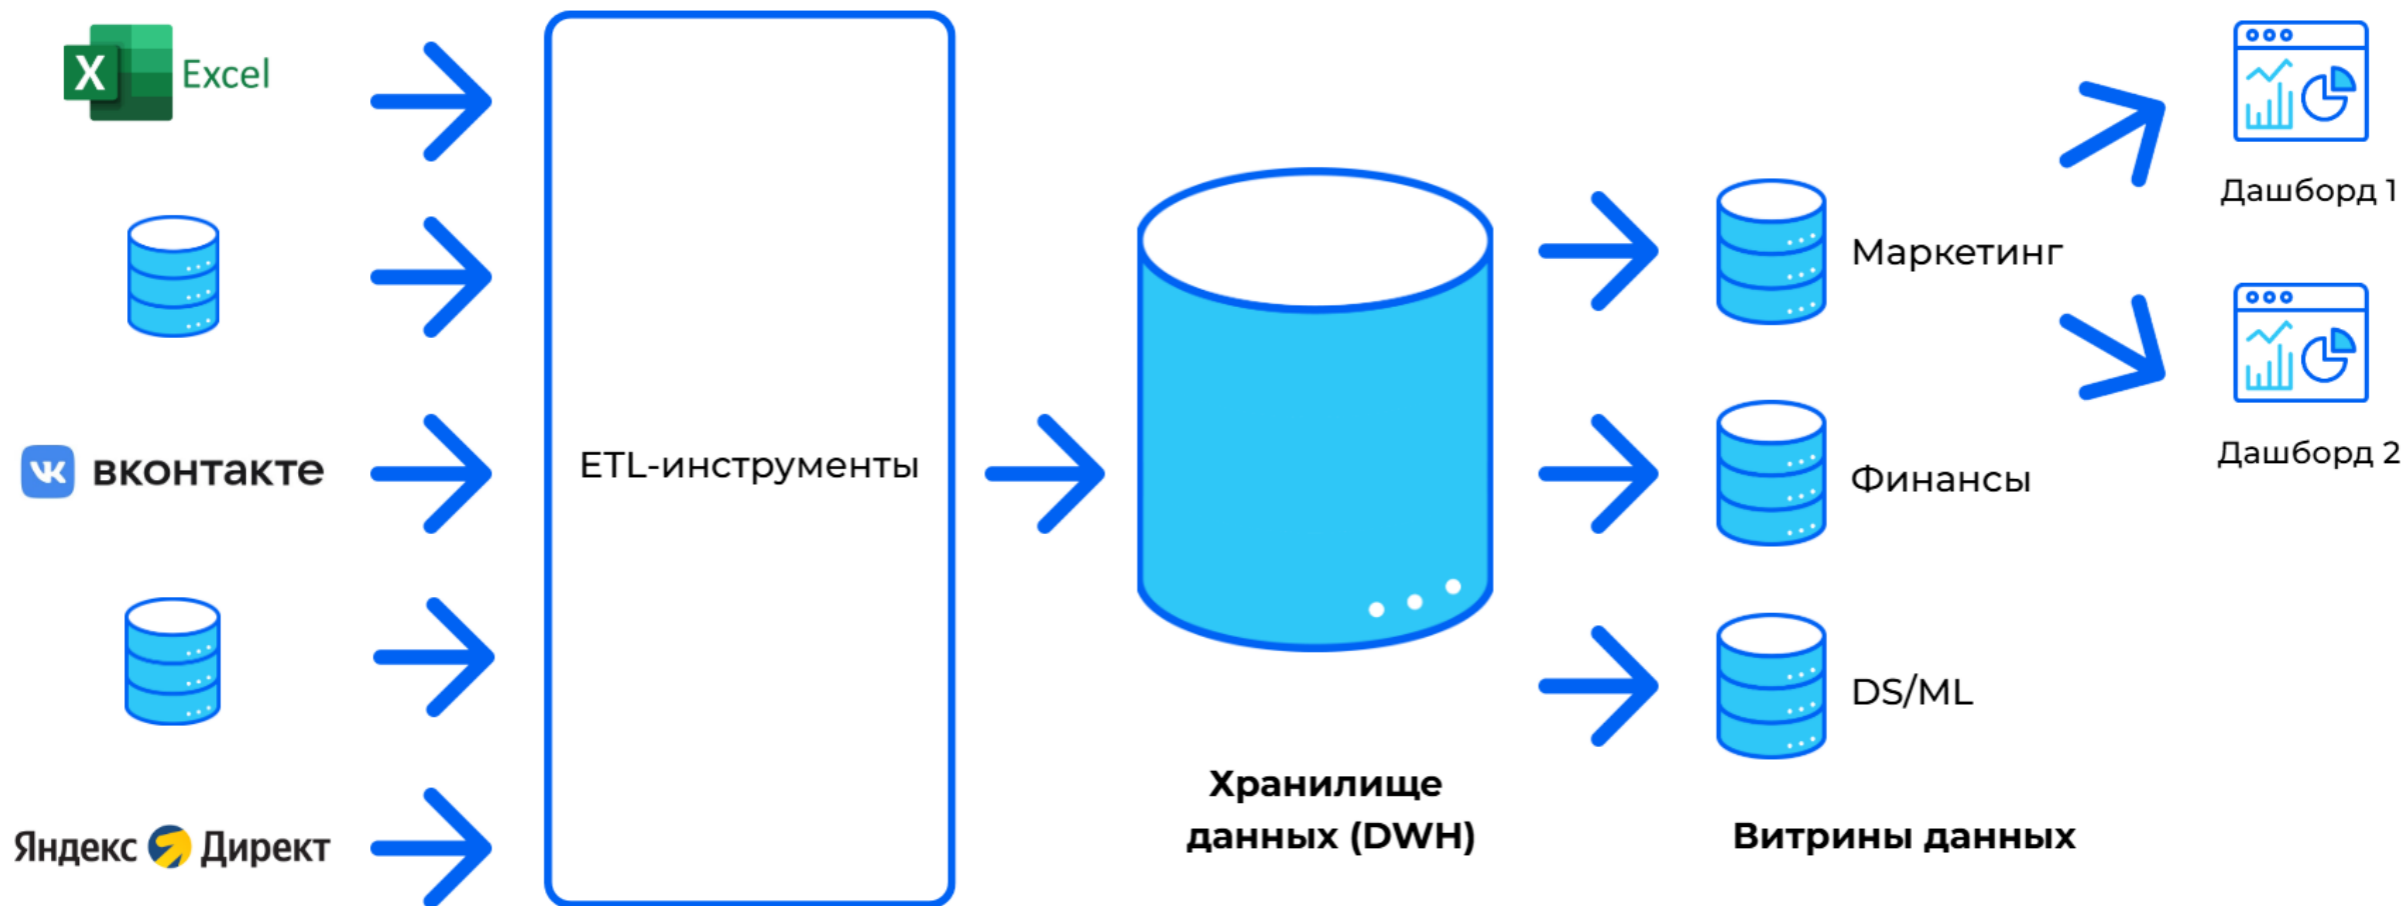 X Excel
вконтакте
Яндекс Директ
ETL-инструменты
Хранилище
данных (DWH)
Маркетинг
Финансы
DS/ML
Витрины данных
Дашборд 1
Дашборд 2